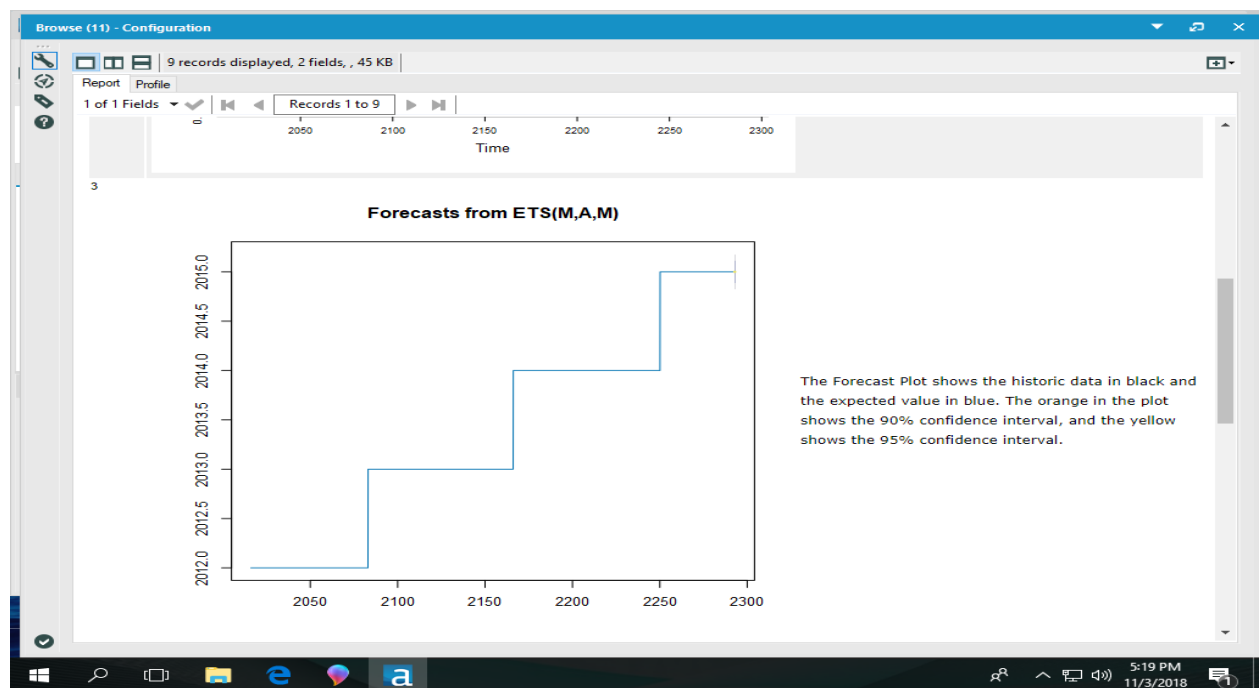 Browse (11) - Configuration
9 records displayed, 2 fields, , 45 KB
Report Profile
1 of 1 Fields Records 1 to 9
2050 2100 2150 2200 2250 2300
Time
3
Forecasts from ETS(M,A,M)
2015.0
2014.5
2014.0
2013.5
2013.0
2012.5
2012.0
2050 2100 2150 2200 2250 2300
The Forecast Plot shows the historic data in black and
the expected value in blue. The orange in the plot
shows the 90% confidence interval, and the yellow
shows the 95% confidence interval.
5:19 PM
11/3/2018